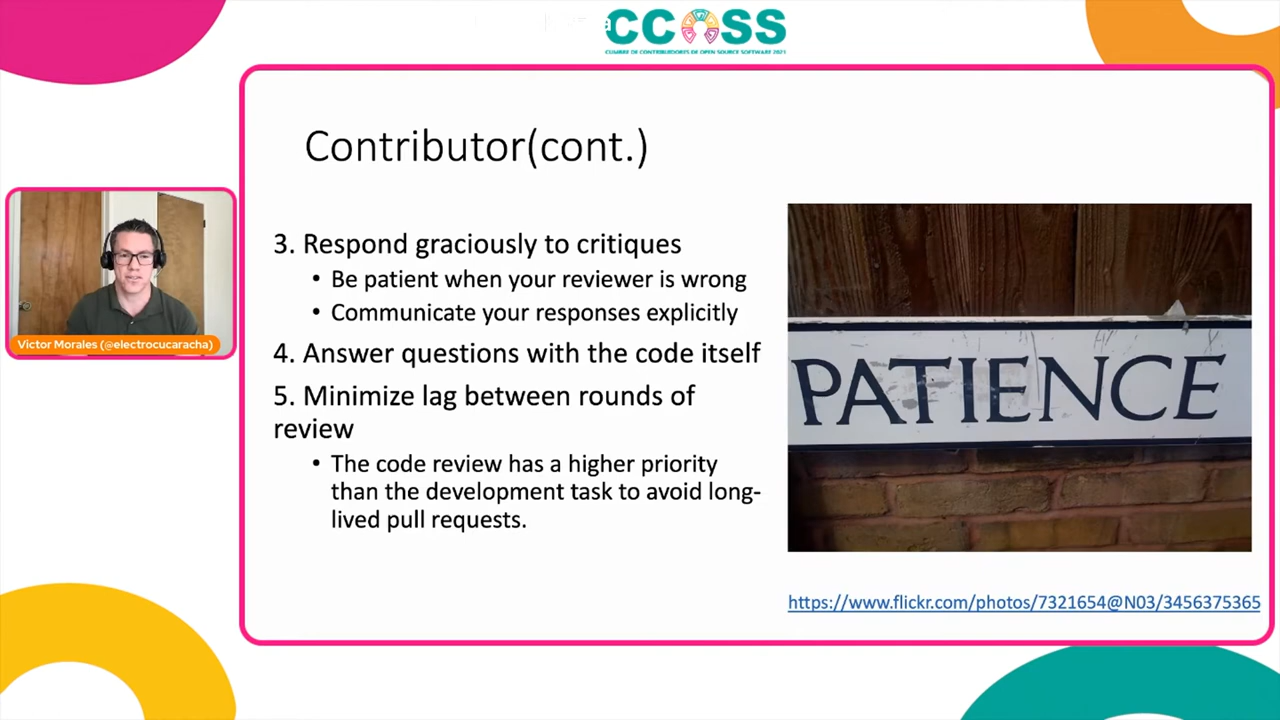 CCOSS
CUMBRE DE CONTRIBUIDORES DE OPEN SOURCE SOFTWARE 2021
Contributor(cont.)
3. Respond graciously to critiques
• Be patient when your reviewer is wrong
• Communicate your responses explicitly
4. Answer questions with the code itself
5. Minimize lag between rounds of
review
• The code review has a higher priority
than the development task to avoid long-
lived pull requests.
PATIENCE
https://www.flickr.com/photos/7321654@N03/3456375365
Victor Morales (@electrocucaracha)